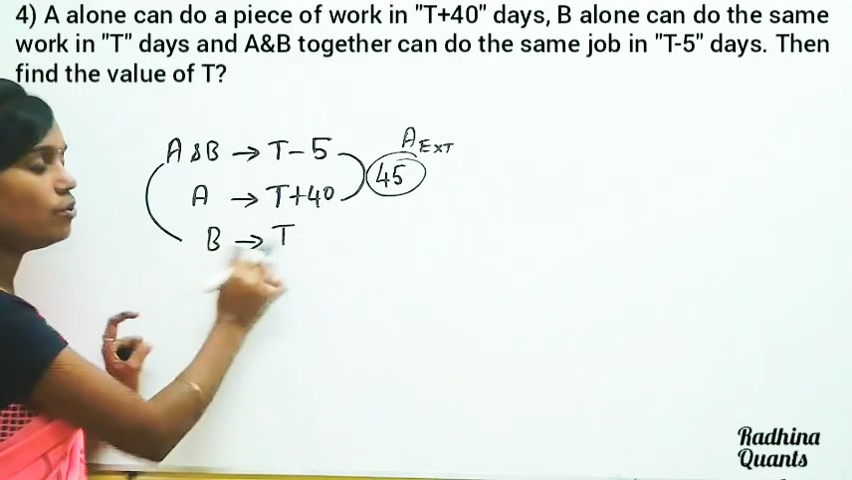 4) A alone can do a piece of work in "T+40" days, B alone can do the same
work in "T" days and A&B together can do the same job in "T-5" days. Then
find the value of T?
A & B → T-5
A EXT
45
A → T+40
B → T
Radhina
Quants